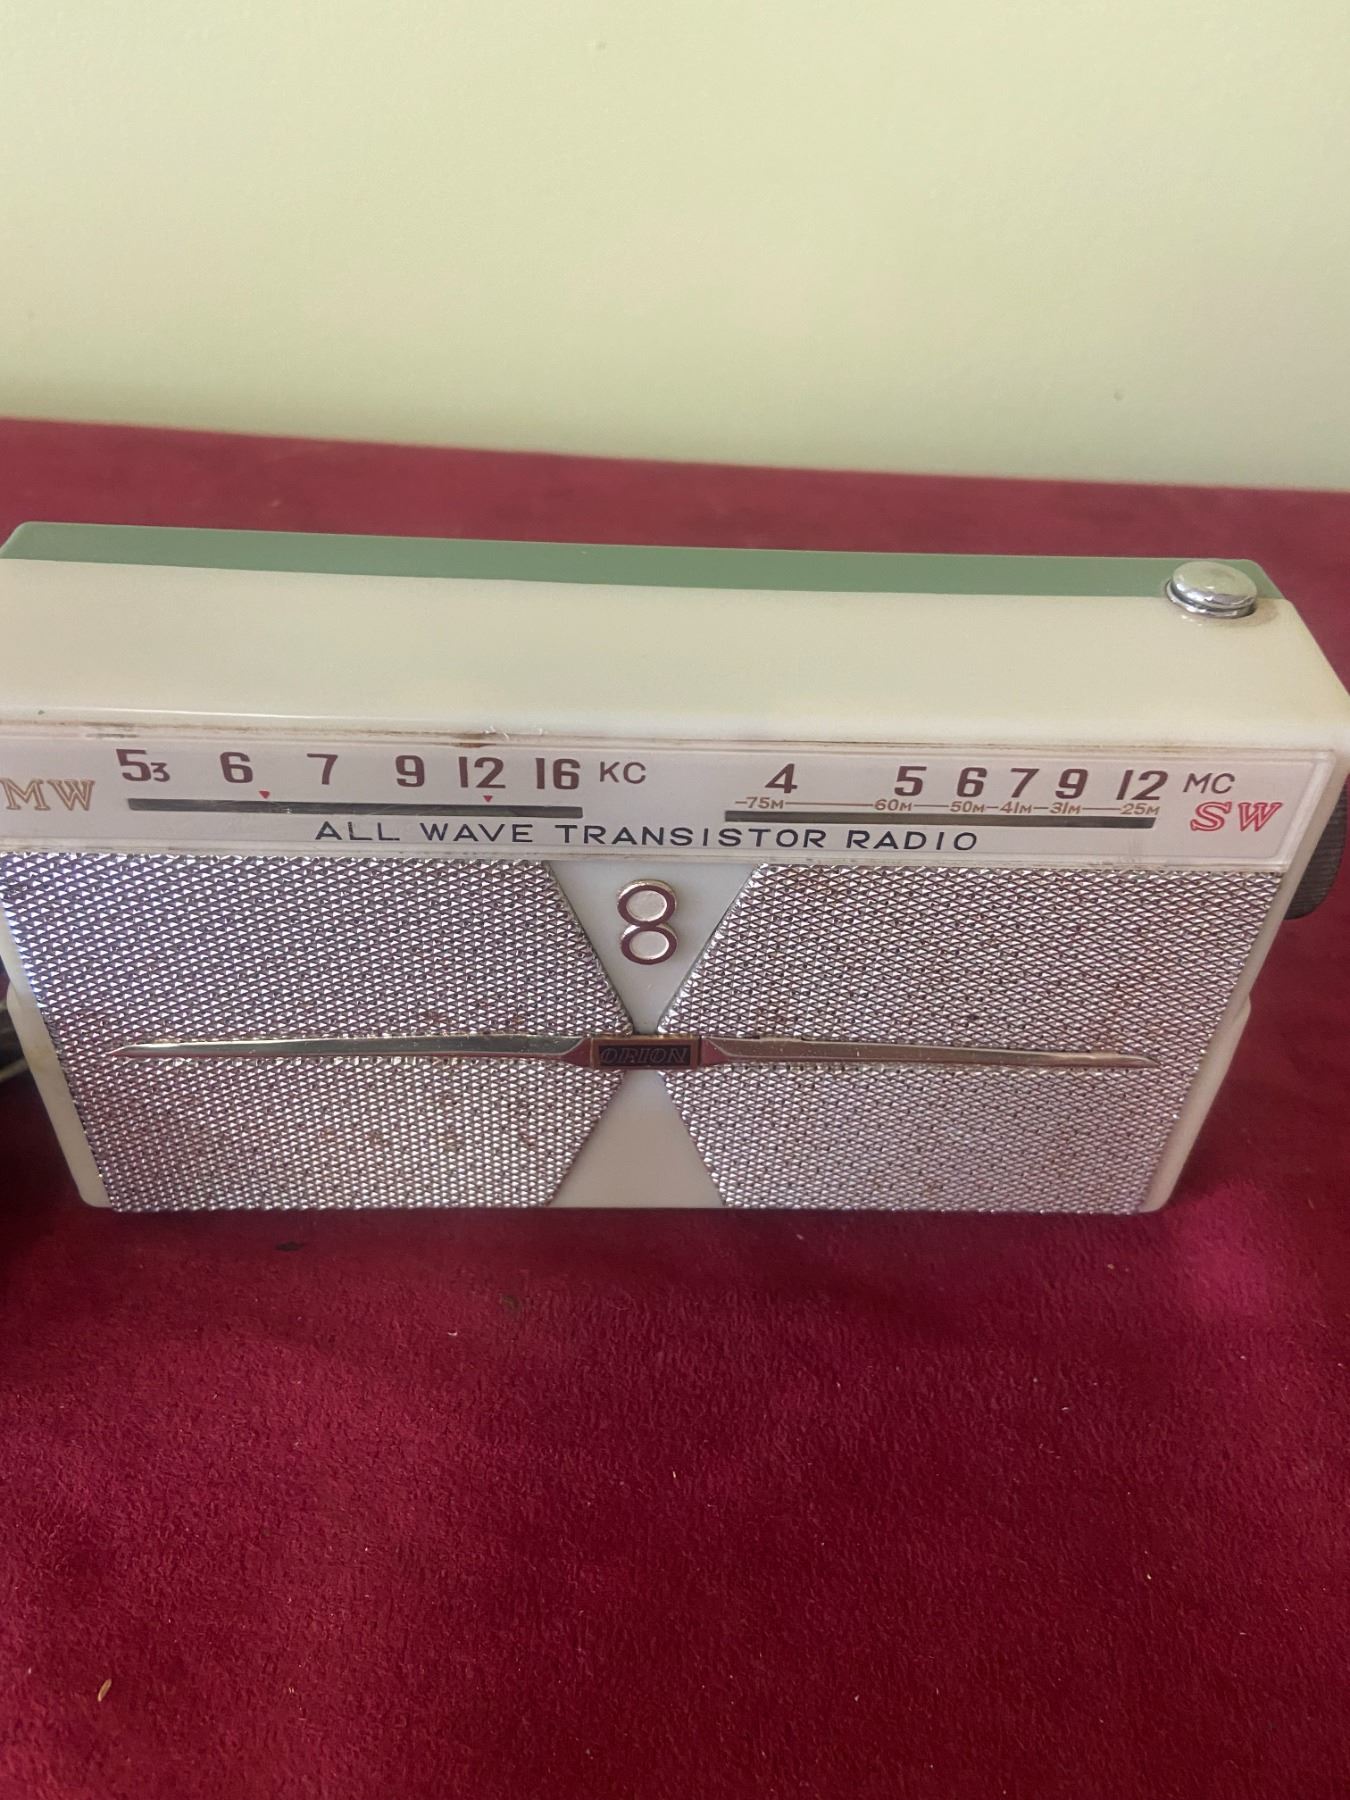 MW 53 6 7 9 12 16 KC
4 5 6 7 9 12 MC
75M 60M 50M 41M 31M 25M SW
ALL WAVE TRANSISTOR RADIO
8
ORION